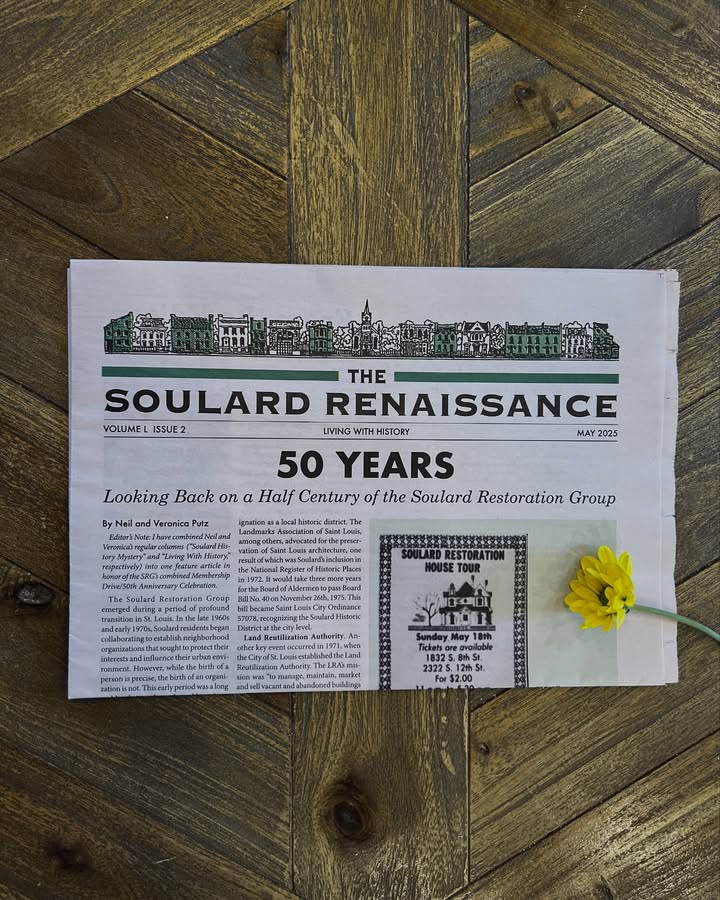 THE
SOULARD RENAISSANCE
VOLUME L ISSUE 2 LIVING WITH HISTORY MAY 2025
50 YEARS
Looking Back on a Half Century of the Soulard Restoration Group
By Neil and Veronica Putz
Editor's Note: I have combined Neil and
Veronica's regular columns ("Soulard His-
tory Mystery" and "Living With History,"
respectively) into one feature article in
honor of the SRG's combined Membership
Drive/50th Anniversary Celebration.
The Soulard Restoration Group
emerged during a period of profound
transition in St. Louis. In the late 1960s
and early 1970s, Soulard residents began
collaborating to establish neighborhood
organizations that sought to protect their
interests and influence their urban envi-
ronment. However, while the birth of a
person is precise, the birth of an organi-
zation is not. This early period was a long
ignation as a local historic district. The
Landmarks Association of Saint Louis,
among others, advocated for the preser-
vation of Saint Louis architecture, one
result of which was Soulard's inclusion in
the National Register of Historic Places
in 1972. It would take three more years
for the Board of Aldermen to pass Board
Bill No. 40 on November 26th, 1975. This
bill became Saint Louis City Ordinance
57078, recognizing the Soulard Historic
District at the city level.
Land Reutilization Authority. An-
other key event occurred in 1971, when
the City of St. Louis established the Land
Reutilization Authority. The LRA's mis-
sion was "to manage, maintain, market
and sell vacant and abandoned buildings
SOULARD RESTORATION
HOUSE TOUR
Sunday May 18th
Tickets are available
1832 S. 8th St.
2322 S. 12th St.
For $2.00